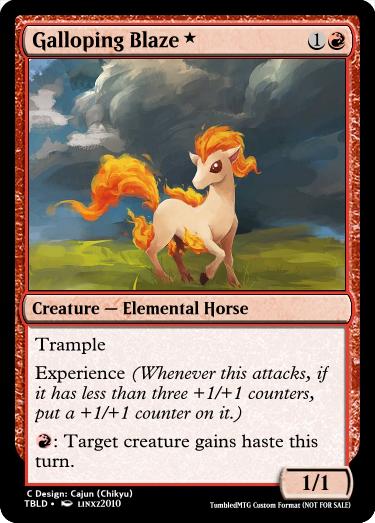 Galloping Blaze ★ 1
Creature — Elemental Horse
Trample
Experience (Whenever this attacks, if
it has less than three +1/+1 counters,
put a +1/+1 counter on it.)
: Target creature gains haste this
turn.
1/1
C Design: Cajun (Chikyu)
TBLD • LINXZ2010
TumbledMTG Custom Format (NOT FOR SALE)